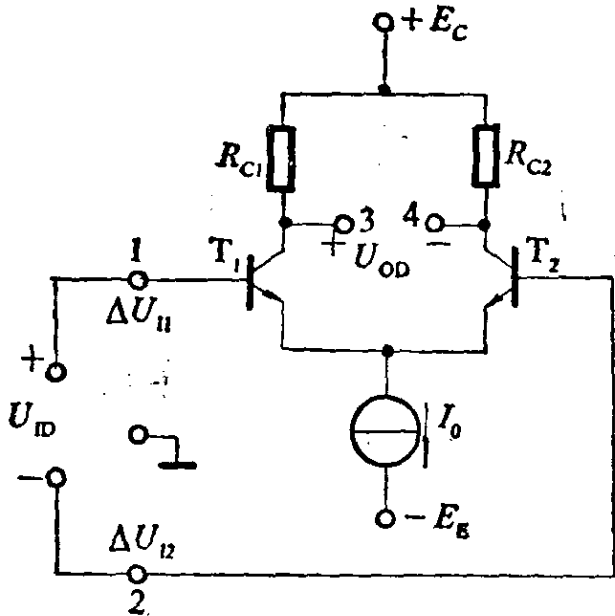 + E_C
R_C1
R_C2
3
4
+
U_OD
-
T_1
T_2
1
ΔU_I1
+
U_ID
-
I_0
- E_E
ΔU_I2
2